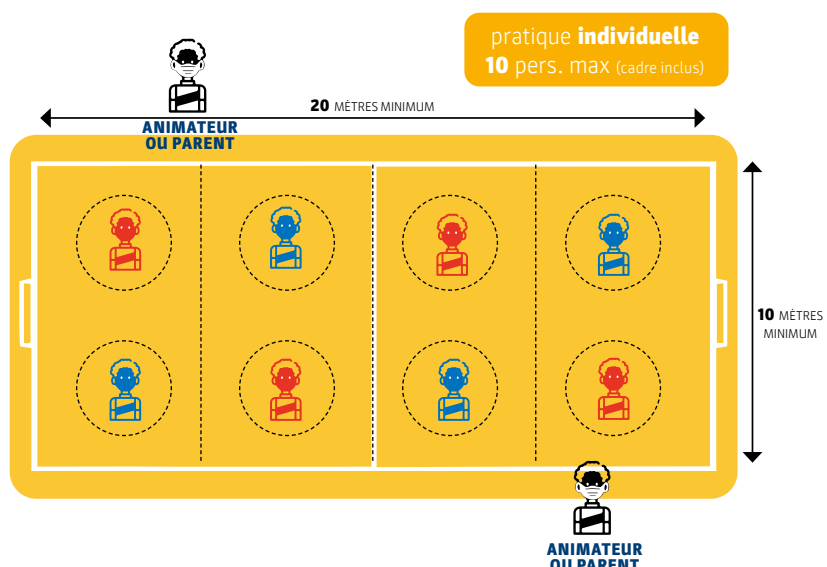 pratique individuelle
10 pers. max (cadre inclus)
20 MÈTRES MINIMUM
ANIMATEUR
OU PARENT
10 MÈTRES
MINIMUM
ANIMATEUR
OU PARENT